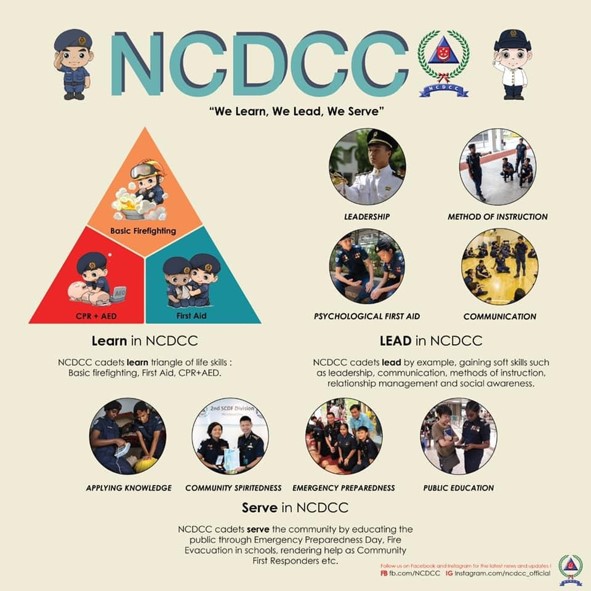 NCDCC
NCDCC
"We Learn, We Lead, We Serve"
Basic Firefighting
CPR + AED
First Aid
Learn in NCDCC
NCDCC cadets learn triangle of life skills :
Basic firefighting, First Aid, CPR+AED.
LEADERSHIP
METHOD OF INSTRUCTION
PSYCHOLOGICAL FIRST AID
COMMUNICATION
LEAD in NCDCC
NCDCC cadets lead by example, gaining soft skills such
as leadership, communication, methods of instruction,
relationship management and social awareness.
2nd SCDF Division
APPLYING KNOWLEDGE
COMMUNITY SPIRITEDNESS
EMERGENCY PREPAREDNESS
PUBLIC EDUCATION
Serve in NCDCC
NCDCC cadets serve the community by educating the
public through Emergency Preparedness Day, Fire
Evacuation in schools, rendering help as Community
First Responders etc.
Follow us on Facebook and Instagram for the latest news and updates !
FB fb.com/NCDCC IG instagram.com/ncdcc_official